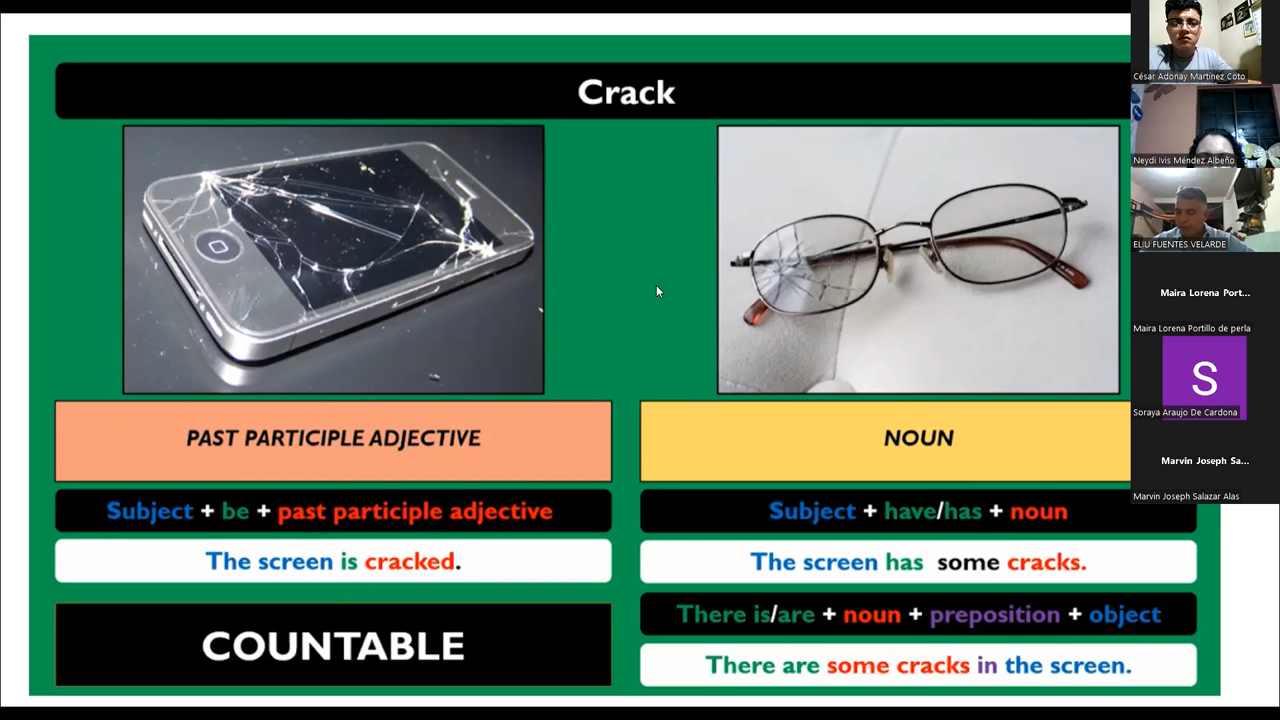 Crack
PAST PARTICIPLE ADJECTIVE
Subject + be + past participle adjective
The screen is cracked.
COUNTABLE
NOUN
Subject + have/has + noun
The screen has some cracks.
There is/are + noun + preposition + object
There are some cracks in the screen.
César Adonay Martínez Coto
Neydi Ivis Méndez Albeño
ELIU FUENTES VELARDE
Maira Lorena Port...
Maira Lorena Portillo de perla
S
Soraya Araujo De Cardona
Marvin Joseph Sa...
Marvin Joseph Salazar Alas